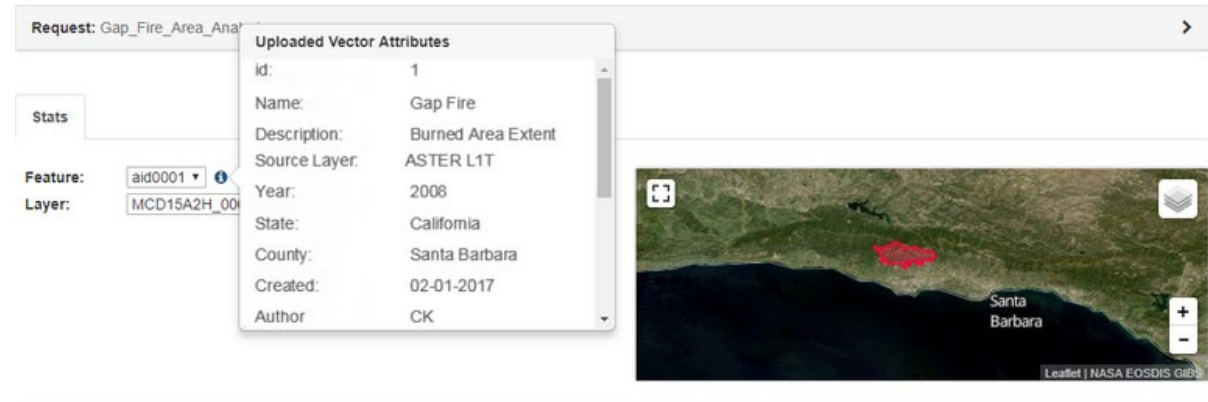 Request: Gap_Fire_Area_Ana
Uploaded Vector Attributes
id: 1
Name: Gap Fire
Description: Burned Area Extent
Source Layer: ASTER L1T
Year: 2008
State: California
County: Santa Barbara
Created: 02-01-2017
Author CK
Stats
Feature: aid0001
Layer: MCD15A2H_00
Santa
Barbara
+
−
Leaflet | NASA EOSDIS GIBS